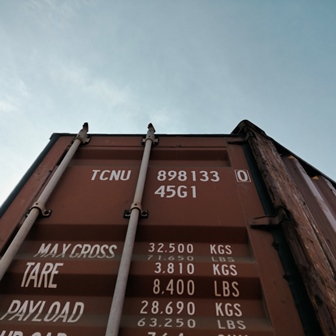 TCNU 898133 0
45G1
MAX GROSS 32.500 KGS
71.650 LBS
TARE 3.810 KGS
8.400 LBS
PAYLOAD 28.690 KGS
63.250 LBS